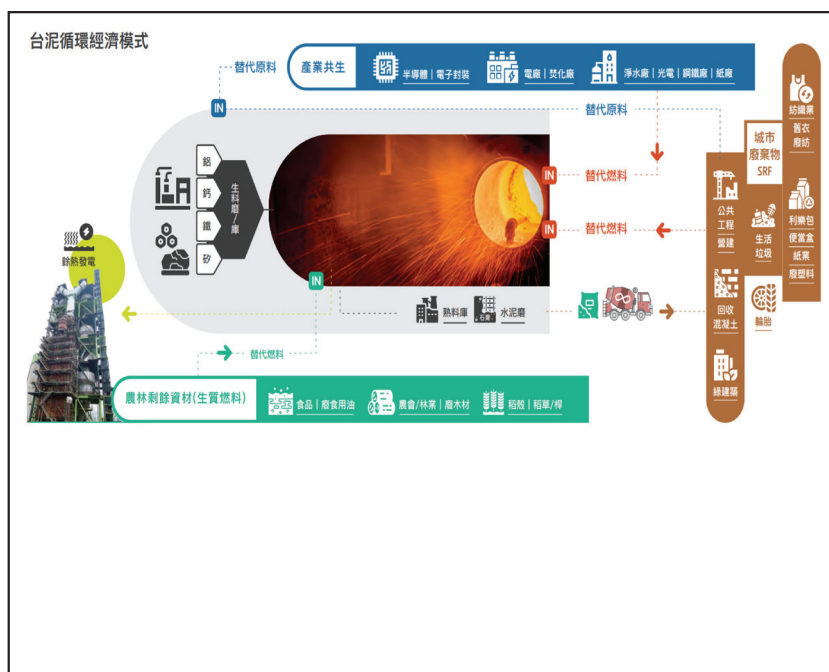 台泥循環經濟模式
替代原料
產業共生
半導體|電子封裝
電廠|焚化廠
淨水廠|光電|鋼鐵廠|紙廠
IN
替代原料
鋁
鈣
鐵
矽
生料磨/庫
IN
替代燃料
IN
替代燃料
IN
餘熱發電
熟料庫
石膏
水泥磨
替代燃料
農林剩餘資材(生質燃料)
食品|廢食用油
農會/林業|廢木材
稻殼|稻草/桿
城市
廢棄物
SRF
公共
工程
營建
回收
混凝土
綠建築
生活
垃圾
輪胎
紡織業
舊衣
廢紡
利樂包
便當盒
紙業
廢塑料